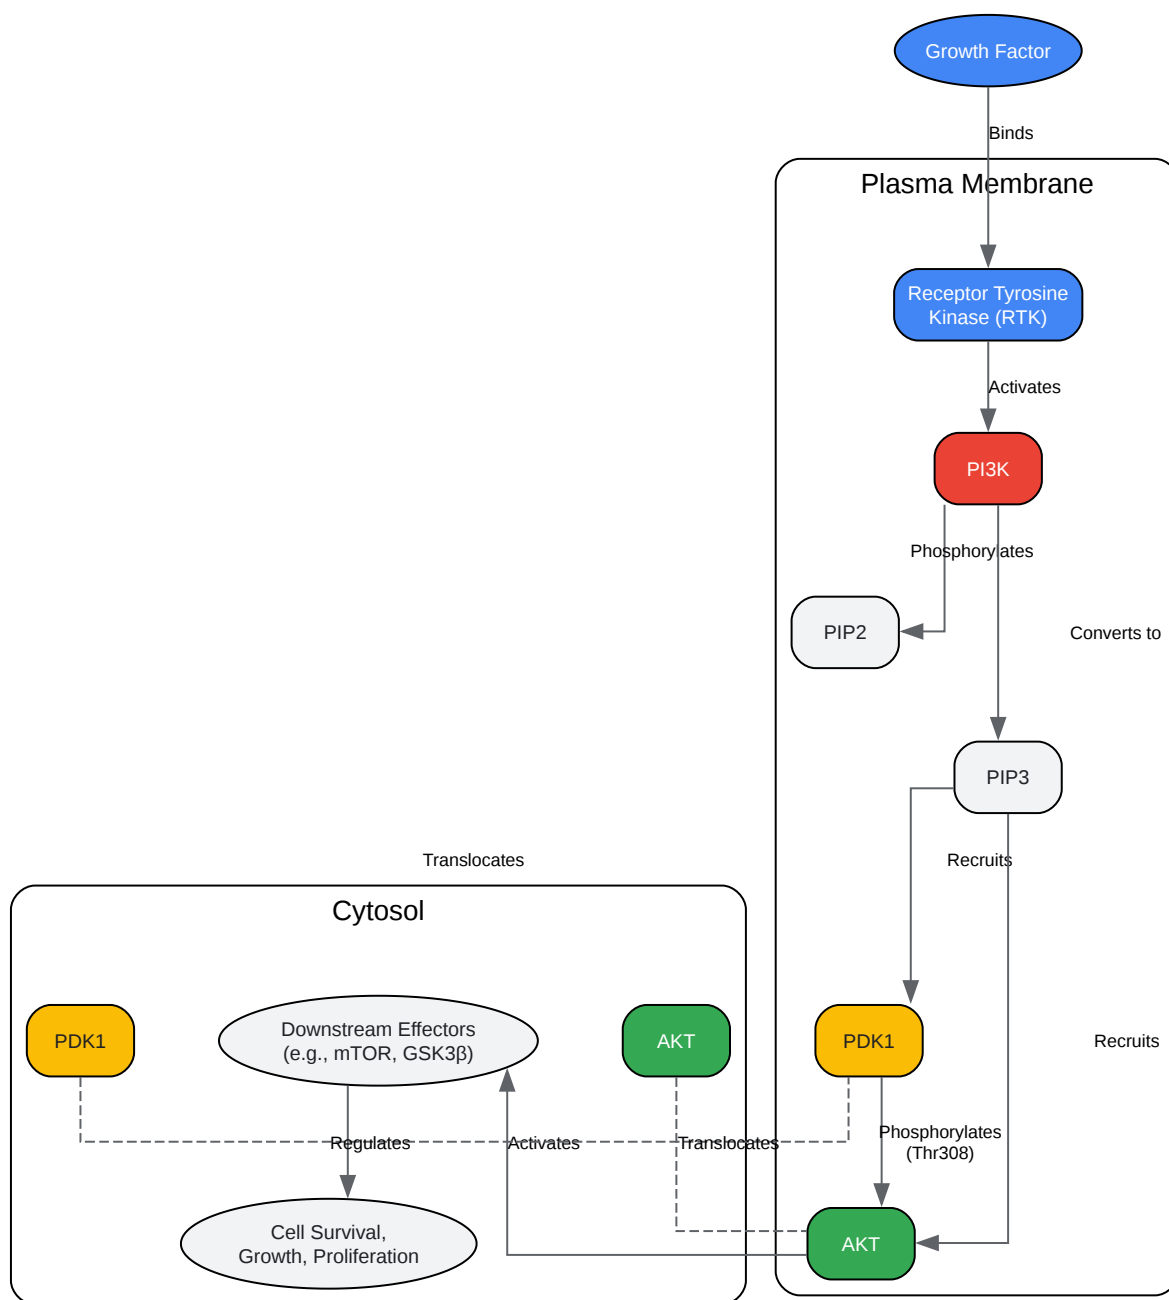 Growth Factor
Binds
Plasma Membrane
Receptor Tyrosine
Kinase (RTK)
Activates
PI3K
Phosphorylates
PIP2
Converts to
PIP3
Translocates
Recruits
Cytosol
PDK1
Downstream Effectors
(e.g., mTOR, GSK3β)
AKT
PDK1
Recruits
Regulates
Activates
Translocates
Phosphorylates
(Thr308)
Cell Survival,
Growth, Proliferation
AKT